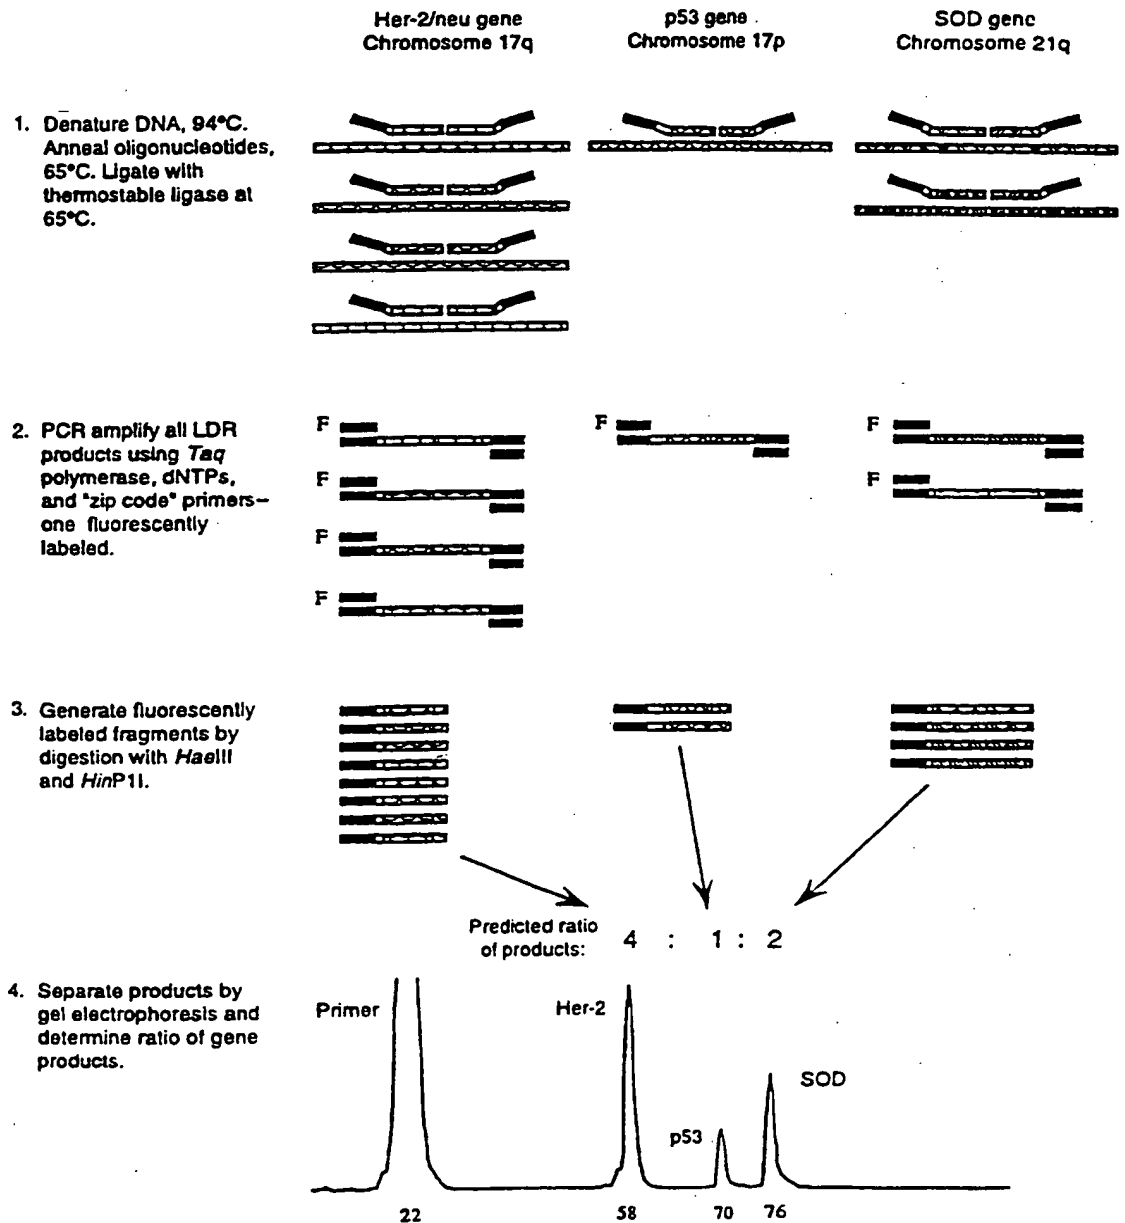 Her-2/neu gene
Chromosome 17q
p53 gene
Chromosome 17p
SOD gene
Chromosome 21q
1. Denature DNA, 94°C.
Anneal oligonucleotides,
65°C. Ligate with
thermostable ligase at
65°C.
2. PCR amplify all LDR
products using Taq
polymerase, dNTPs,
and "zip code" primers–
one fluorescently
labeled.
F
F
F
F
F
F
F
3. Generate fluorescently
labeled fragments by
digestion with HaeIII
and HinP1I.
Predicted ratio
of products:
4 : 1 : 2
4. Separate products by
gel electrophoresis and
determine ratio of gene
products.
Primer
Her-2
p53
SOD
22
58
70
76